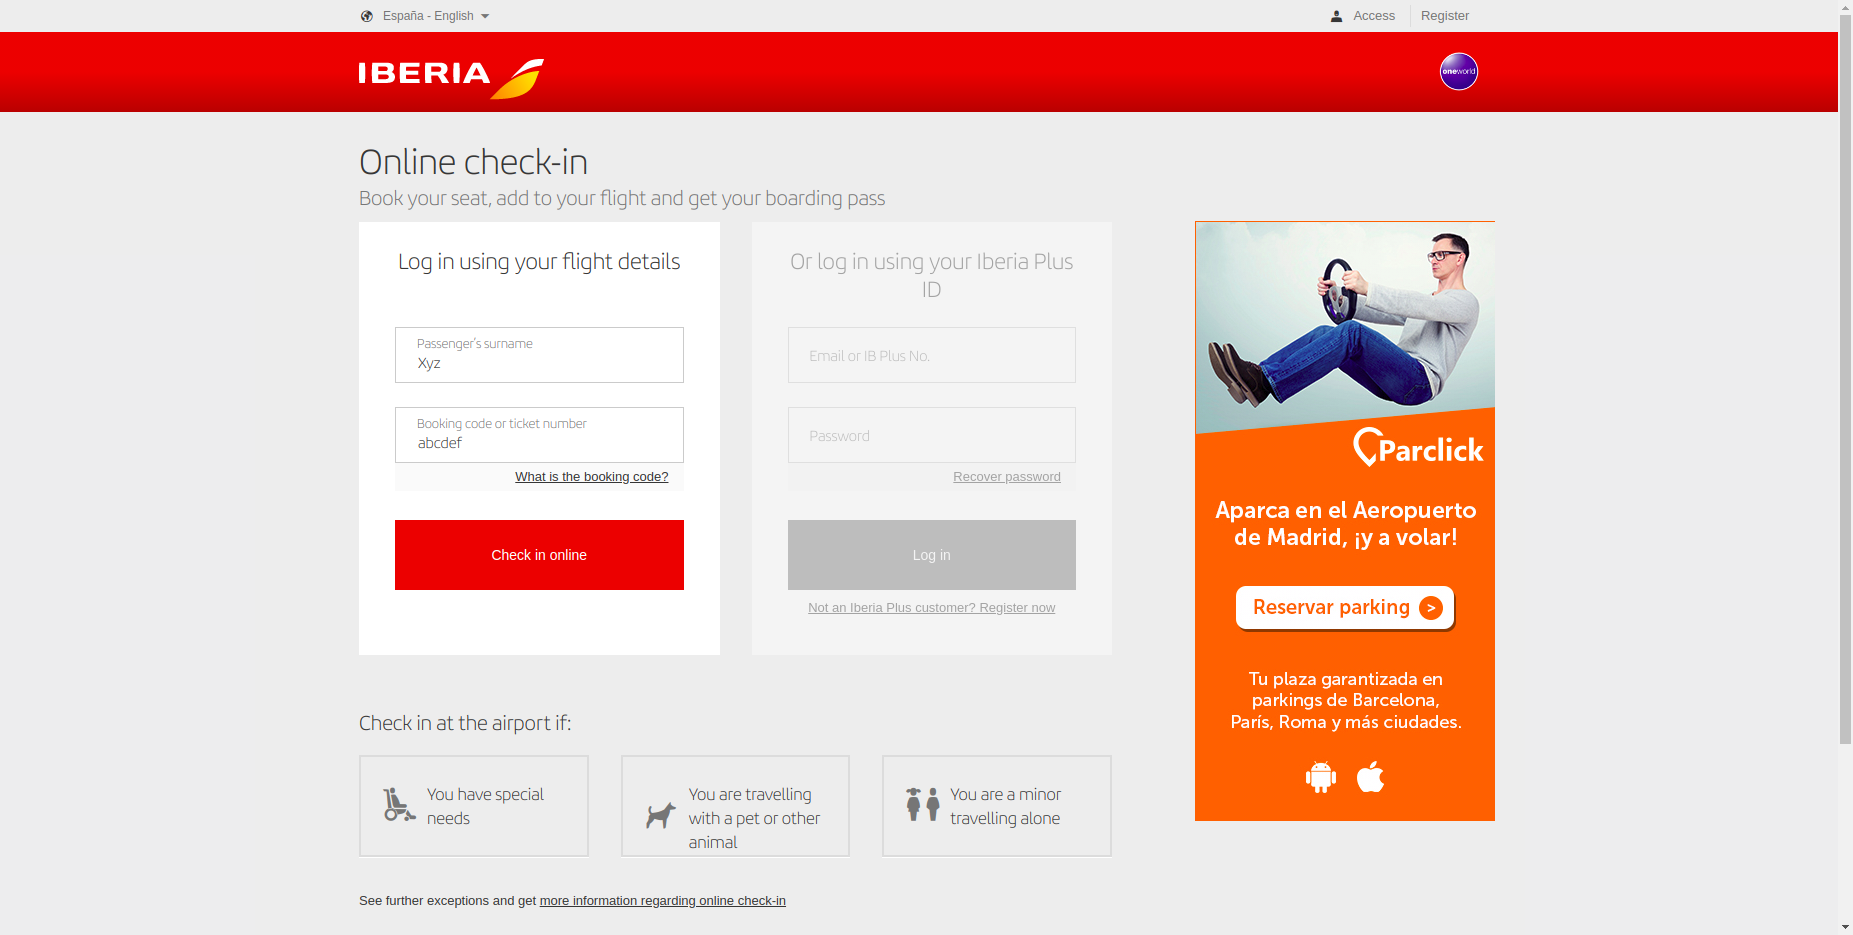 España - English
Access
Register
IBERIA
oneworld
Online check-in
Book your seat, add to your flight and get your boarding pass
Log in using your flight details
Passenger's surname
Xyz
Booking code or ticket number
abcdef
What is the booking code?
Check in online
Or log in using your Iberia Plus
ID
Email or IB Plus No.
Password
Recover password
Log in
Not an Iberia Plus customer? Register now
Parclick
Aparca en el Aeropuerto
de Madrid, ¡y a volar!
Reservar parking >
Tu plaza garantizada en
parkings de Barcelona,
París, Roma y más ciudades.
Check in at the airport if:
You have special
needs
You are travelling
with a pet or other
animal
You are a minor
travelling alone
See further exceptions and get more information regarding online check-in